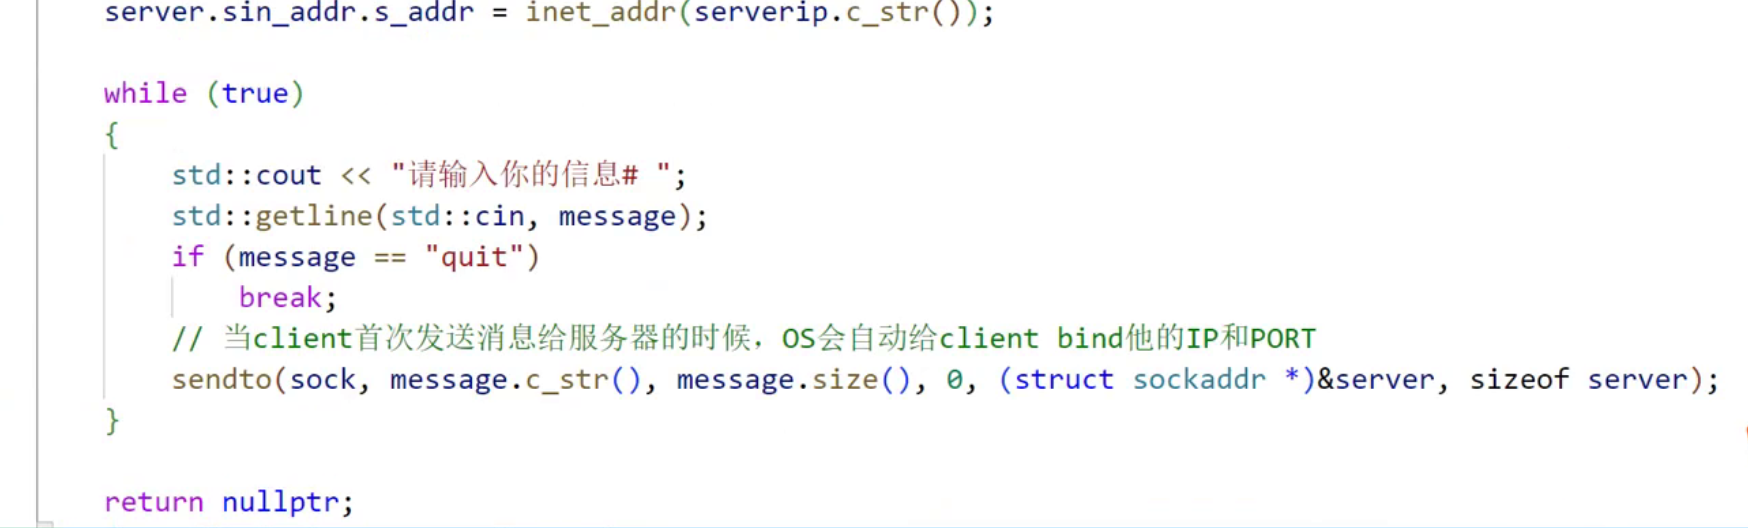 server.sin_addr.s_addr = inet_addr(serverip.c_str());
while (true)
{
std::cout << "请输入你的信息# ";
std::getline(std::cin, message);
if (message == "quit")
break;
// 当client首次发送消息给服务器的时候，OS会自动给client bind他的IP和PORT
sendto(sock, message.c_str(), message.size(), 0, (struct sockaddr *)&server, sizeof server);
}
return nullptr;